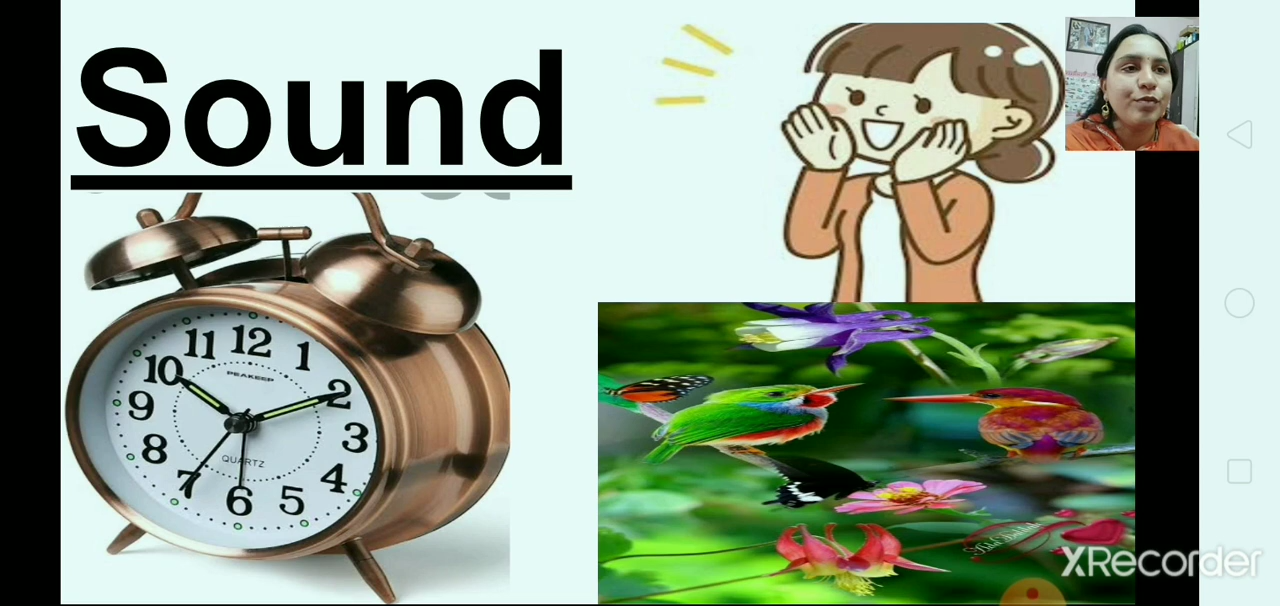 Sound
11 12 1
10 2
PEAKEEP
9 3
QUARTZ
8 4
7 6 5
XRecorder